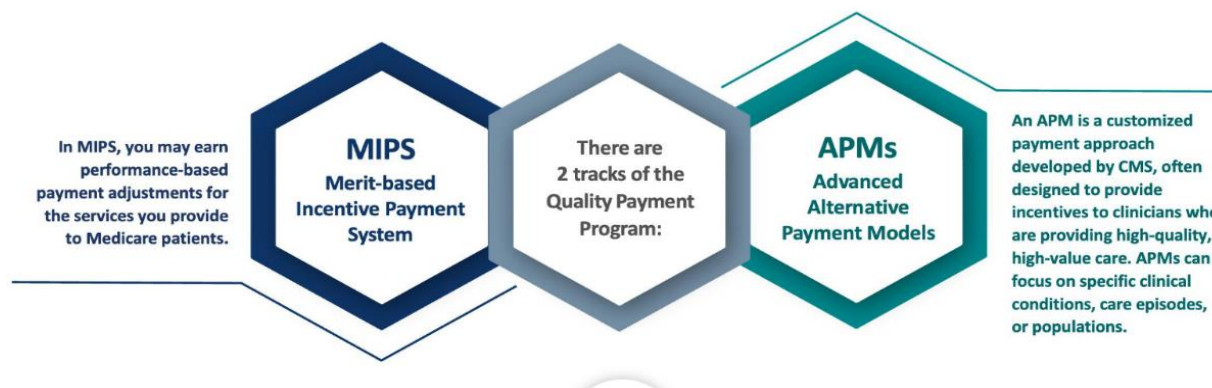 In MIPS, you may earn
performance-based
payment adjustments for
the services you provide
to Medicare patients.
MIPS
Merit-based
Incentive Payment
System
There are
2 tracks of the
Quality Payment
Program:
APMs
Advanced
Alternative
Payment Models
An APM is a customized
payment approach
developed by CMS, often
designed to provide
incentives to clinicians who
are providing high-quality,
high-value care. APMs can
focus on specific clinical
conditions, care episodes,
or populations.